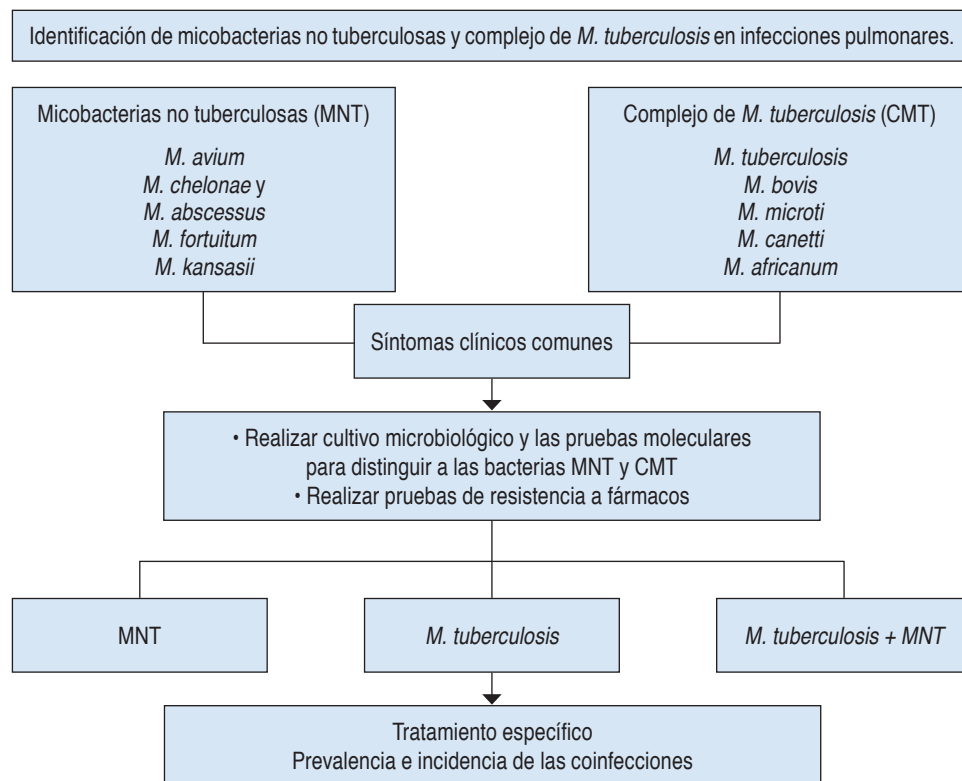 Identificación de micobacterias no tuberculosas y complejo de M. tuberculosis en infecciones pulmonares.
Micobacterias no tuberculosas (MNT)
M. avium
M. chelonae y
M. abscessus
M. fortuitum
M. kansasii
Complejo de M. tuberculosis (CMT)
M. tuberculosis
M. bovis
M. microti
M. canetti
M. africanum
Síntomas clínicos comunes
• Realizar cultivo microbiológico y las pruebas moleculares
para distinguir a las bacterias MNT y CMT
• Realizar pruebas de resistencia a fármacos
MNT
M. tuberculosis
M. tuberculosis + MNT
Tratamiento específico
Prevalencia e incidencia de las coinfecciones